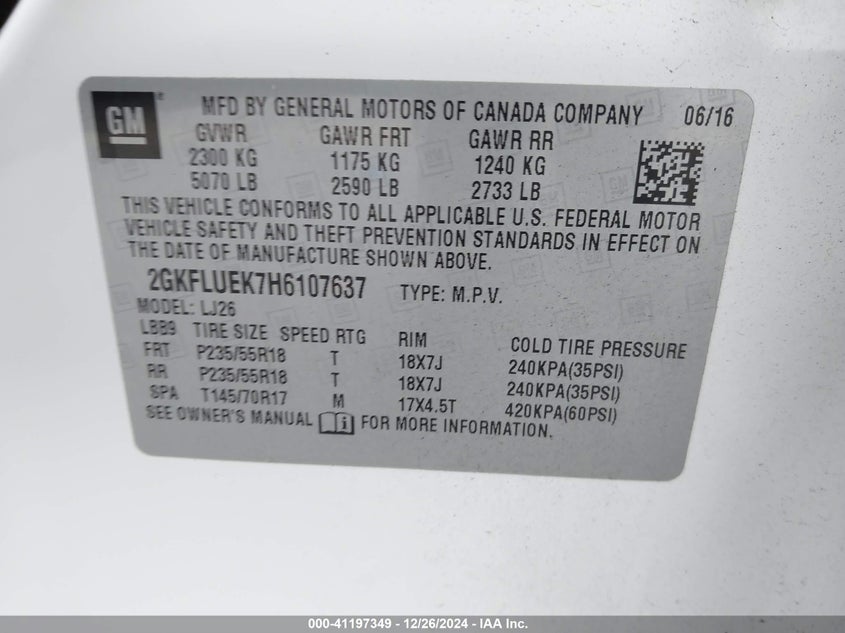 GM
MFD BY GENERAL MOTORS OF CANADA COMPANY 06/16
GVWR GAWR FRT GAWR RR
2300 KG 1175 KG 1240 KG
5070 LB 2590 LB 2733 LB
THIS VEHICLE CONFORMS TO ALL APPLICABLE U.S. FEDERAL MOTOR
VEHICLE SAFETY AND THEFT PREVENTION STANDARDS IN EFFECT ON
THE DATE OF MANUFACTURE SHOWN ABOVE.
2GKFLUEK7H6107637 TYPE: M.P.V.
MODEL: LJ26
LBB9 TIRE SIZE SPEED RTG RIM COLD TIRE PRESSURE
FRT P235/55R18 T 18X7J 240KPA(35PSI)
RR P235/55R18 T 18X7J 240KPA(35PSI)
SPA T145/70R17 M 17X4.5T 420KPA(60PSI)
SEE OWNER'S MANUAL i FOR MORE INFORMATION.
000-41197349 - 12/26/2024 - IAA Inc.